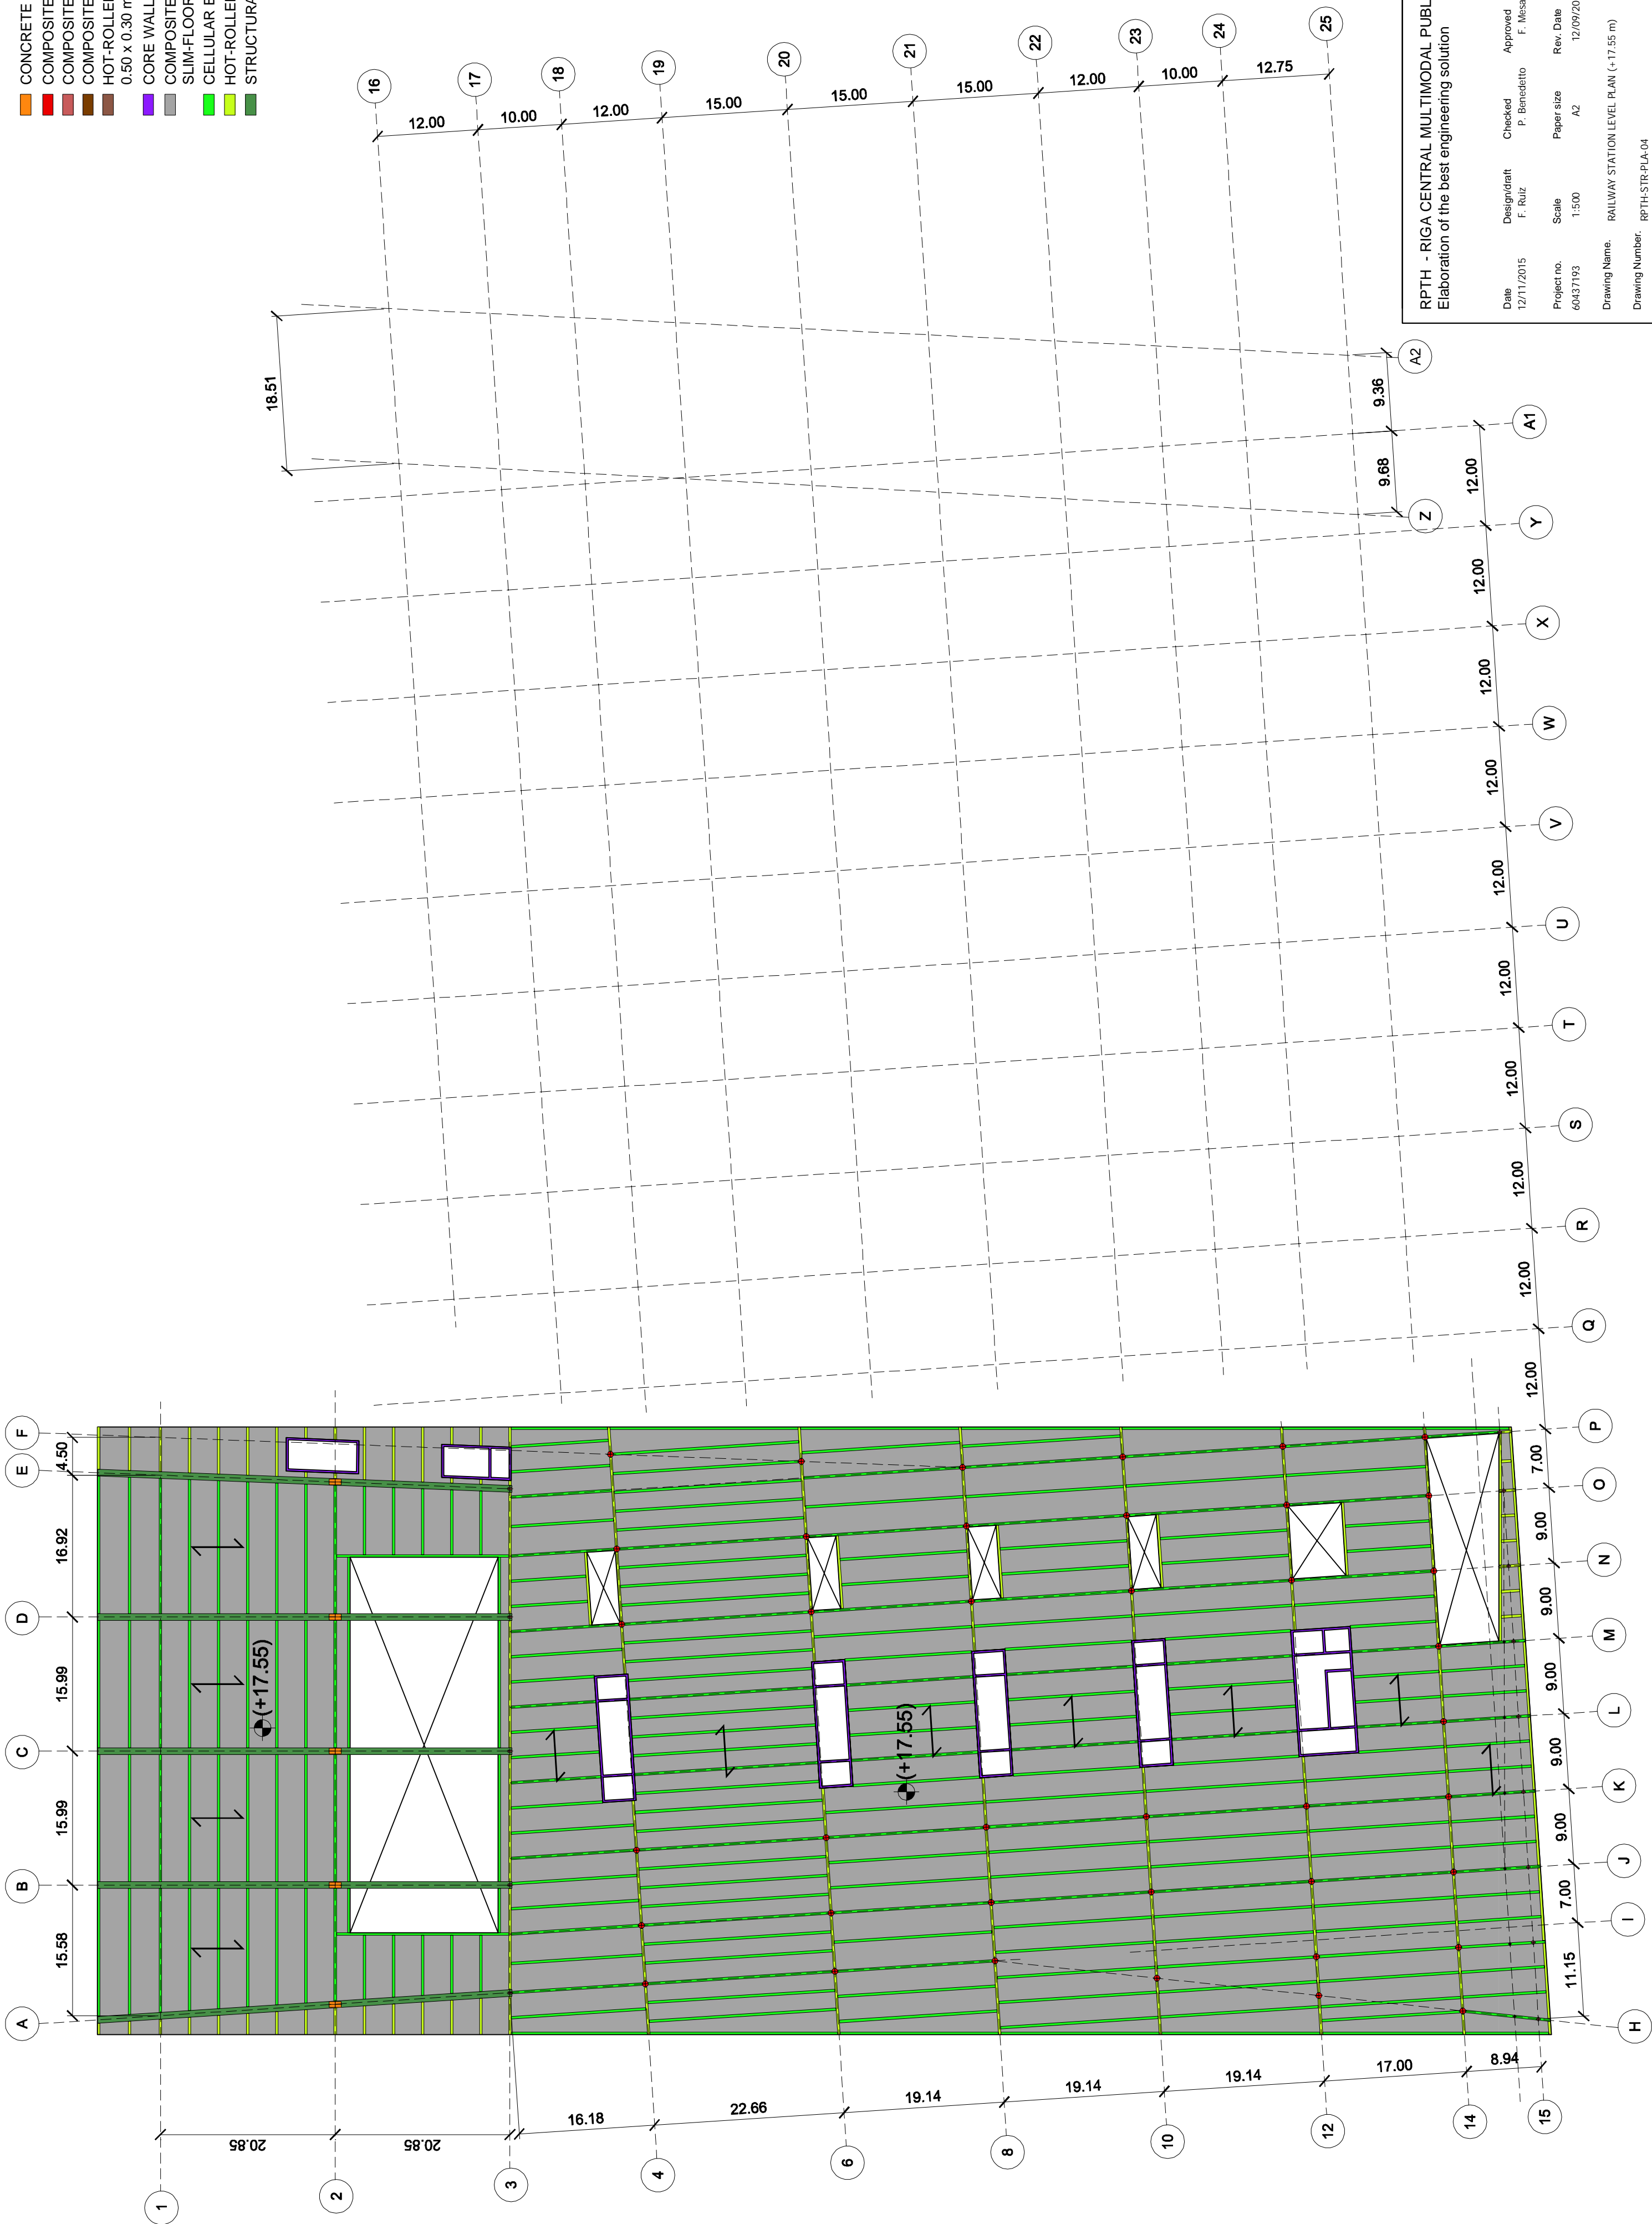 CONCRETE
COMPOSITE
COMPOSITE
COMPOSITE
HOT-ROLLE
0.50 x 0.30 m
CORE WALL
COMPOSITE
SLIM-FLOOR
CELLULAR
HOT-ROLLE
STRUCTURA
16
17
18
19
20
21
22
23
24
25
12.00
10.00
12.00
15.00
15.00
15.00
12.00
10.00
12.75
18.51
A2
9.36
9.68
A1
Z
12.00
Y
12.00
X
12.00
W
12.00
V
12.00
U
12.00
T
12.00
S
12.00
R
12.00
Q
12.00
P
7.00
O
9.00
N
9.00
M
9.00
L
9.00
K
9.00
J
7.00
I
11.15
H
F
E
D
C
B
A
4.50
16.92
15.99
15.99
15.58
(+17.55)
(+17.55)
20.85
20.85
16.18
22.66
19.14
19.14
19.14
17.00
8.94
1
2
3
4
6
8
10
12
14
15
RPTH - RIGA CENTRAL MULTIMODAL PUBL
Elaboration of the best engineering solution
Date Design/draft Checked Approved
12/11/2015 F. Ruiz P. Benedetto F. Mesa
Project no. Scale Paper size Rev. Date
60437193 1:500 A2 12/09/20
Drawing Name. RAILWAY STATION LEVEL PLAN (+17.55 m)
Drawing Number. RPTH-STR-PLA-04